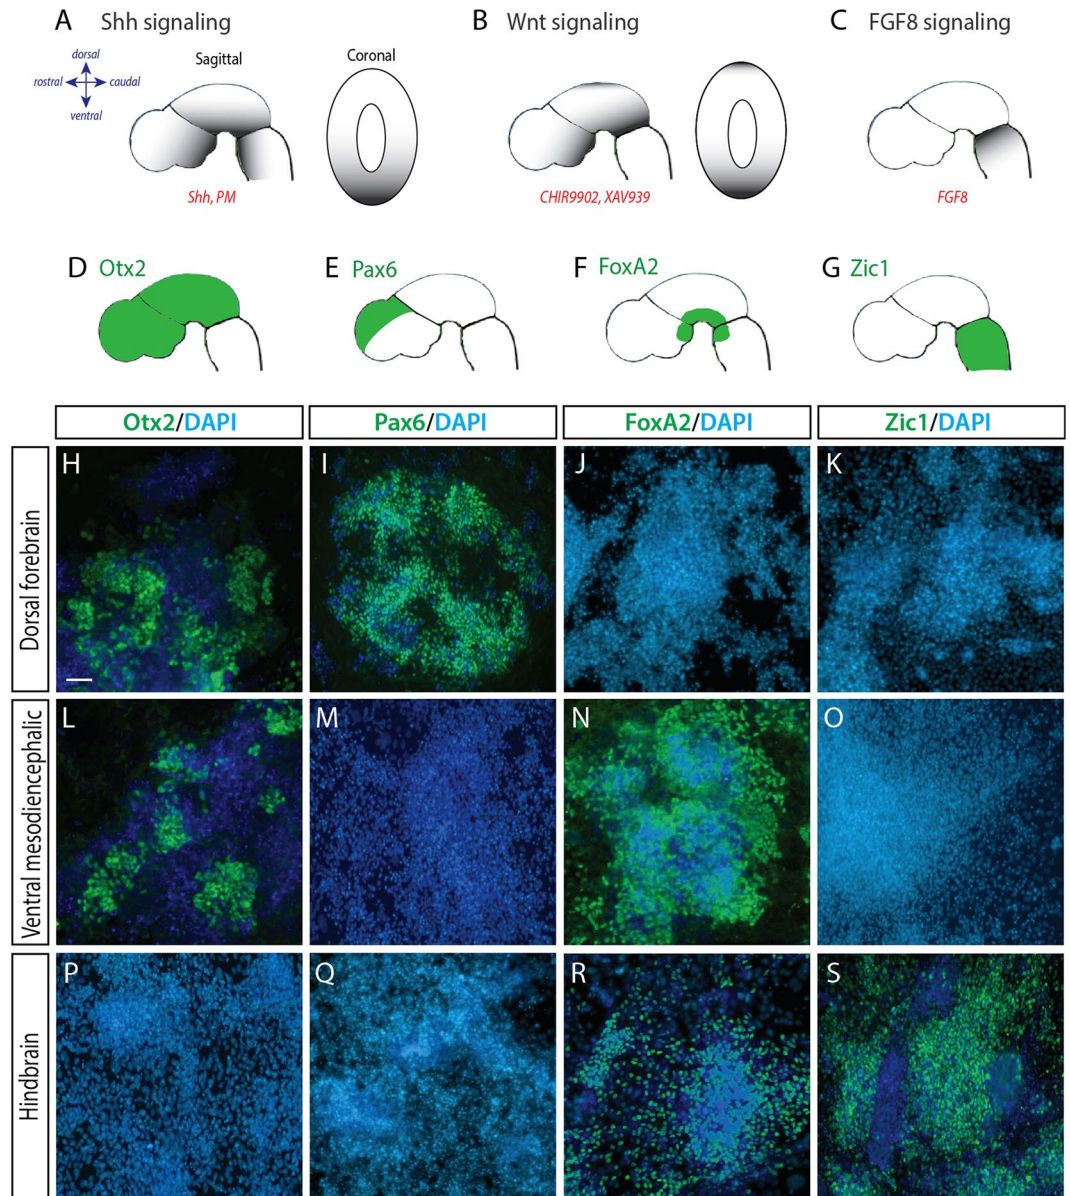 A Shh signaling
B Wnt signaling
C FGF8 signaling
dorsal
rostral
caudal
ventral
Sagittal
Coronal
Shh, PM
CHIR9902, XAV939
FGF8
D Otx2
E Pax6
F FoxA2
G Zic1
Otx2/DAPI
Pax6/DAPI
FoxA2/DAPI
Zic1/DAPI
Dorsal forebrain
H
I
J
K
Ventral mesodiencephalic
L
M
N
O
Hindbrain
P
Q
R
S